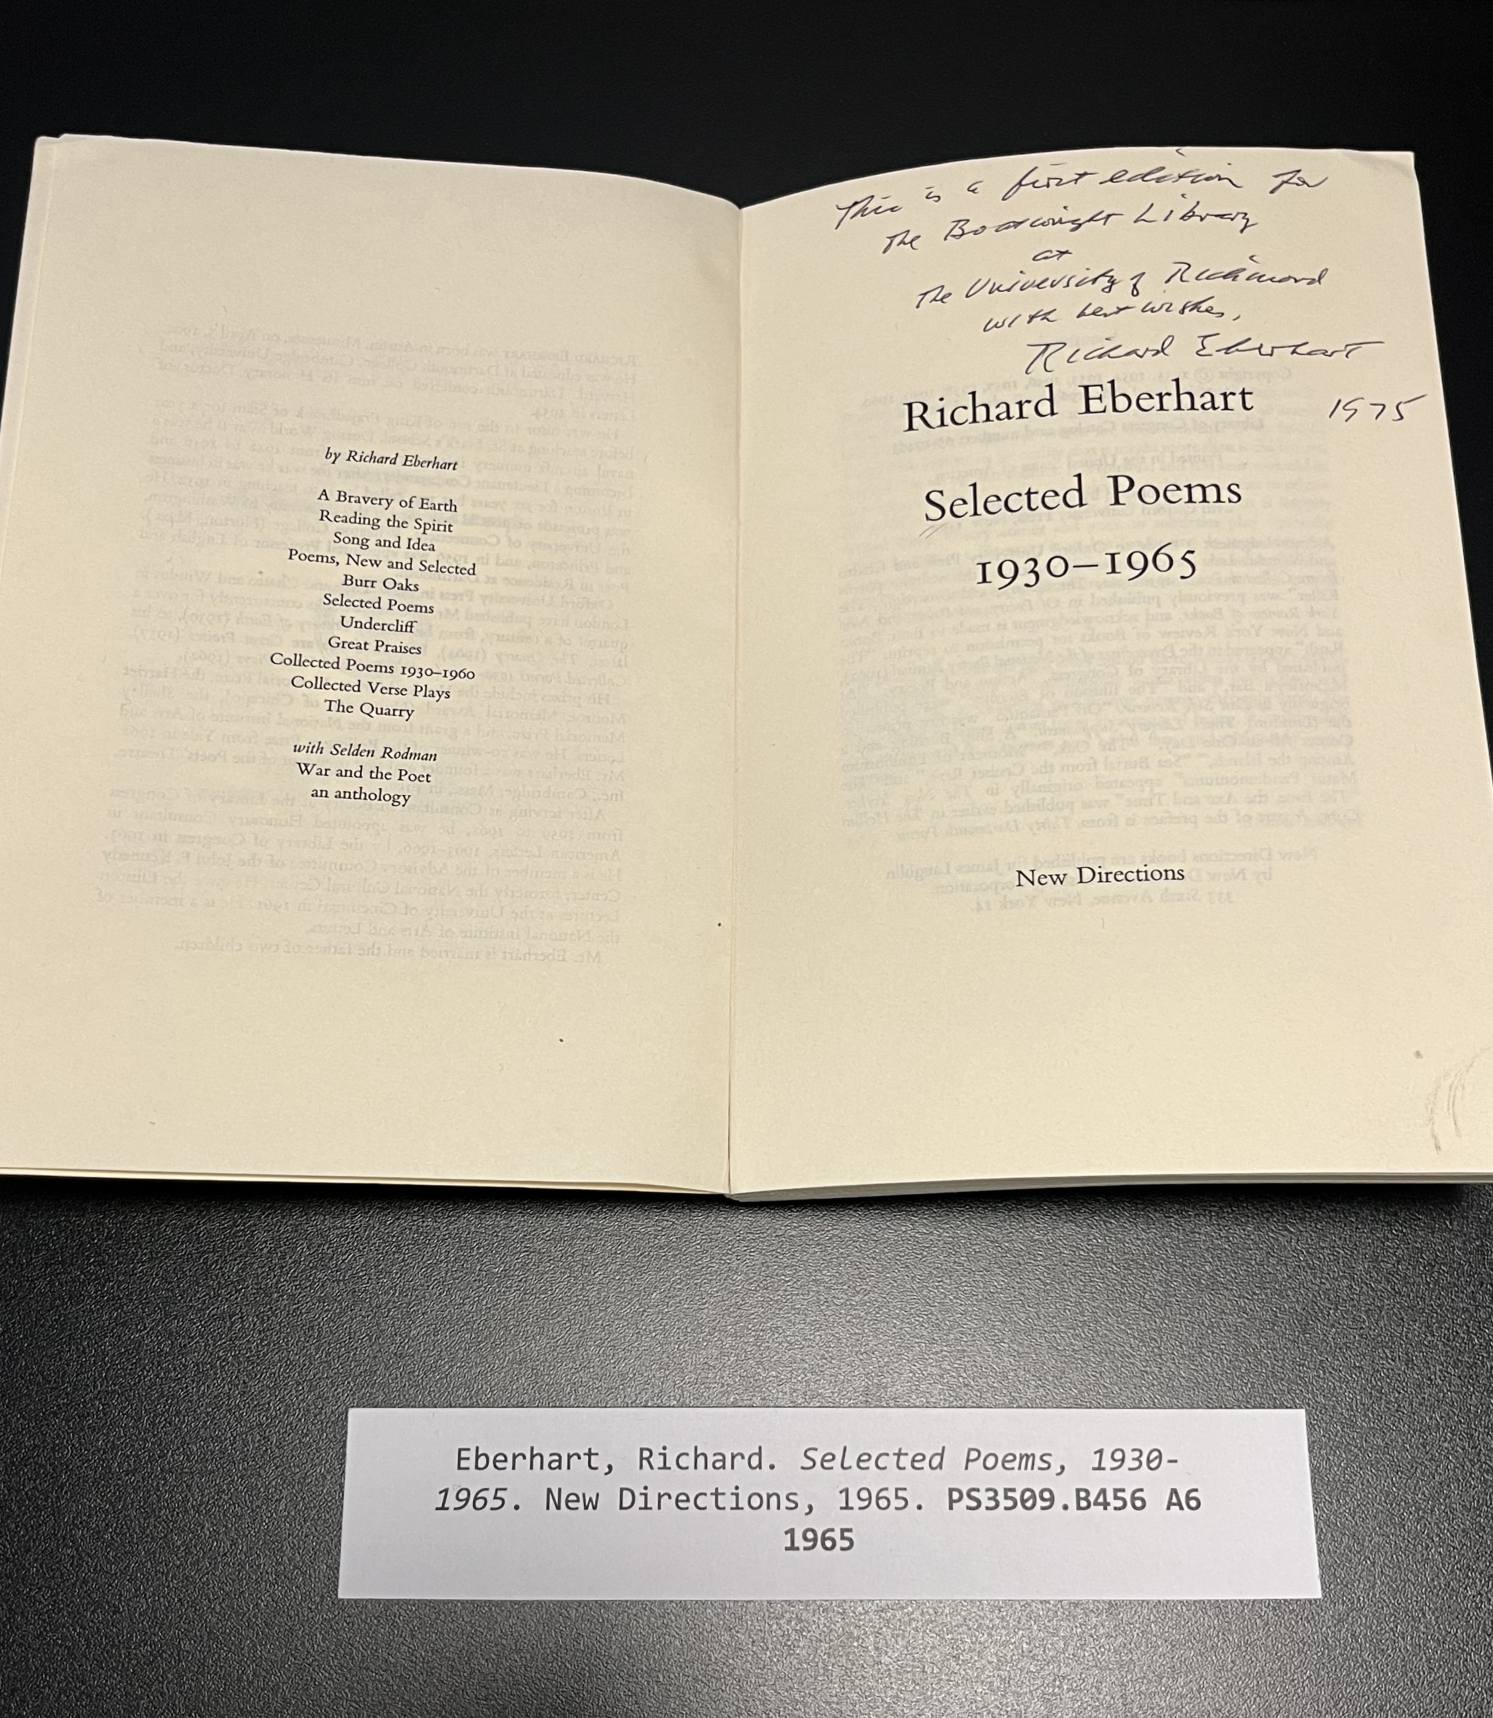 by Richard Eberhart
A Bravery of Earth
Reading the Spirit
Song and Idea
Poems, New and Selected
Burr Oaks
Selected Poems
Undercliff
Great Praises
Collected Poems 1930–1960
Collected Verse Plays
The Quarry
with Selden Rodman
War and the Poet
an anthology
This is a first edition for
The Boatwright Library
at
The University of Richmond
with best wishes,
Richard Eberhart
1975
Richard Eberhart
Selected Poems
1930–1965
New Directions
Eberhart, Richard. Selected Poems, 1930-
1965. New Directions, 1965. PS3509.B456 A6
1965